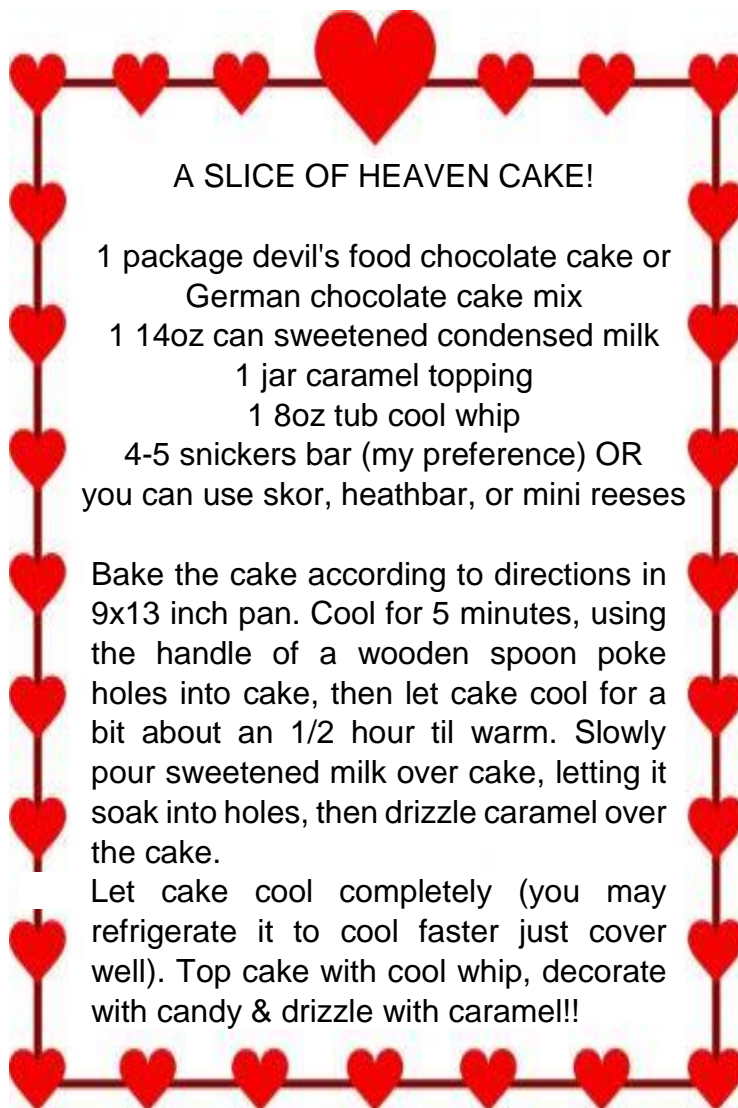 A SLICE OF HEAVEN CAKE!
1 package devil's food chocolate cake or
German chocolate cake mix
1 14oz can sweetened condensed milk
1 jar caramel topping
1 8oz tub cool whip
4-5 snickers bar (my preference) OR
you can use skor, heathbar, or mini reeses
Bake the cake according to directions in
9x13 inch pan. Cool for 5 minutes, using
the handle of a wooden spoon poke
holes into cake, then let cake cool for a
bit about an 1/2 hour til warm. Slowly
pour sweetened milk over cake, letting it
soak into holes, then drizzle caramel over
the cake.
Let cake cool completely (you may
refrigerate it to cool faster just cover
well). Top cake with cool whip, decorate
with candy & drizzle with caramel!!